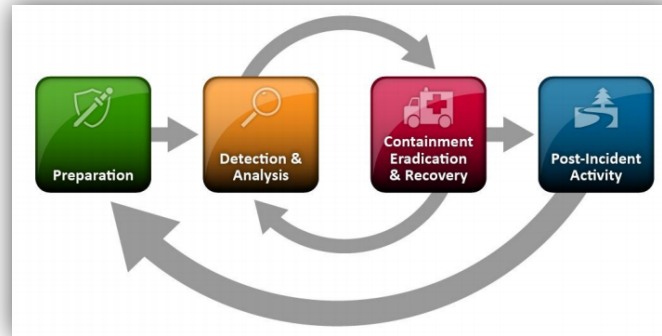 Preparation
Detection &
Analysis
Containment
Eradication
& Recovery
Post-Incident
Activity